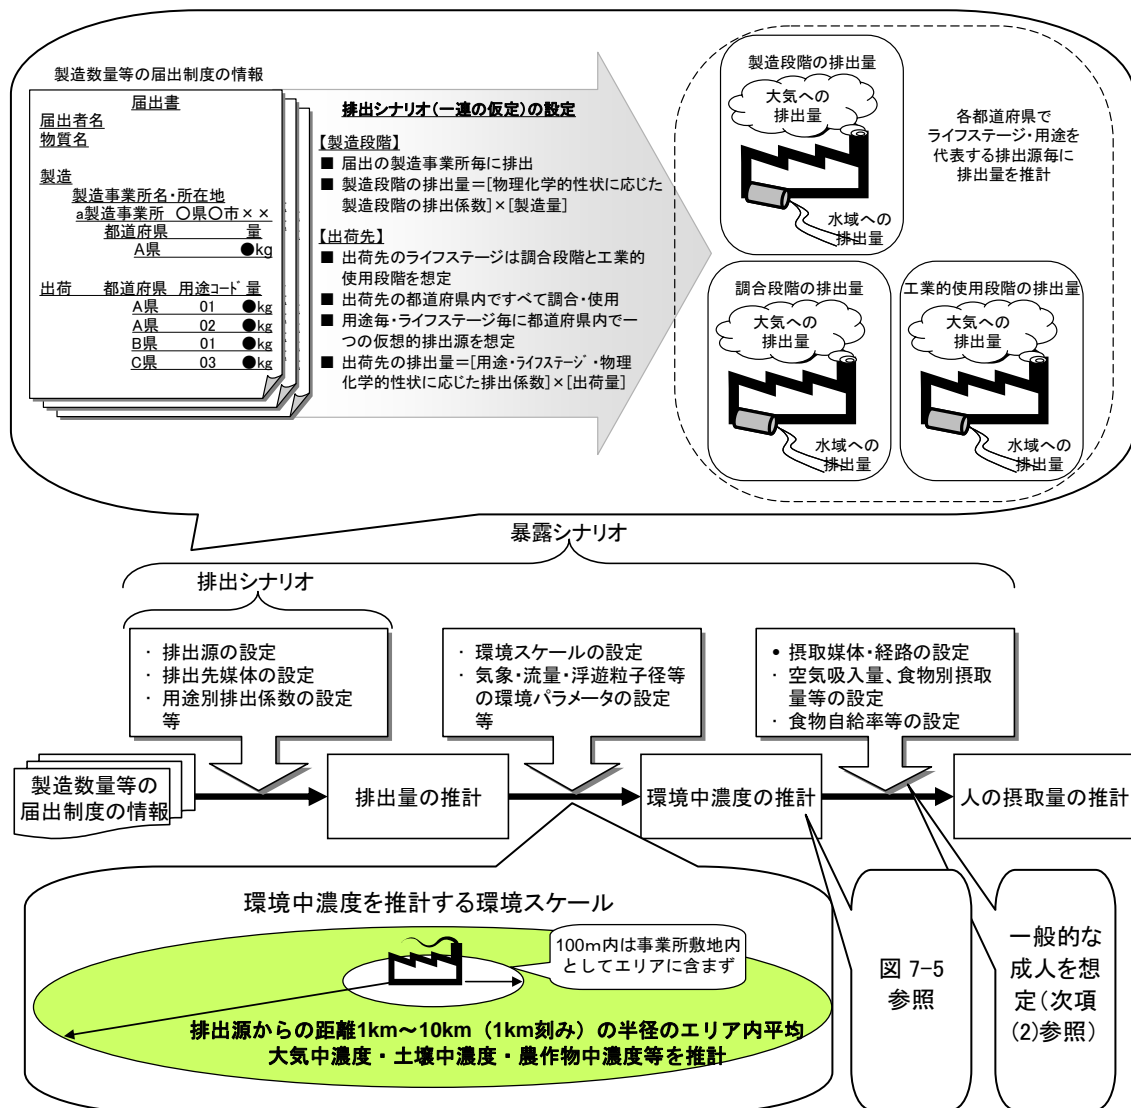 製造数量等の届出制度の情報
届出書
届出者名
物質名
製造
製造事業所名・所在地
a製造事業所 〇県〇市××
都道府県 量
A県 ●kg
出荷 都道府県 用途コード 量
A県 01 ●kg
A県 02 ●kg
B県 01 ●kg
C県 03 ●kg
排出シナリオ(一連の仮定)の設定
【製造段階】
■ 届出の製造事業所毎に排出
■ 製造段階の排出量=[物理化学的性状に応じた
製造段階の排出係数]×[製造量]
【出荷先】
■ 出荷先のライフステージは調合段階と工業的
使用段階を想定
■ 出荷先の都道府県内ですべて調合・使用
■ 用途毎・ライフステージ毎に都道府県内で一
つの仮想的排出源を想定
■ 出荷先の排出量=[用途・ライフステージ・物理
化学的性状に応じた排出係数]×[出荷量]
製造段階の排出量
大気への
排出量
水域への
排出量
各都道府県で
ライフステージ・用途を
代表する排出源毎に
排出量を推計
調合段階の排出量
大気への
排出量
水域への
排出量
工業的使用段階の排出量
大気への
排出量
水域への
排出量
暴露シナリオ
排出シナリオ
· 排出源の設定
· 排出先媒体の設定
· 用途別排出係数の設定
等
· 環境スケールの設定
· 気象・流量・浮遊粒子径等
の環境パラメータの設定
等
• 摂取媒体・経路の設定
· 空気吸入量、食物別摂取
量等の設定
· 食物自給率等の設定
製造数量等の
届出制度の情報
排出量の推計
環境中濃度の推計
人の摂取量の推計
環境中濃度を推計する環境スケール
100m内は事業所敷地内
としてエリアに含まず
排出源からの距離1km～10km(1km刻み)の半径のエリア内平均
大気中濃度・土壌中濃度・農作物中濃度等を推計
図 7-5
参照
一般的な
成人を想
定(次項
(2)参照)